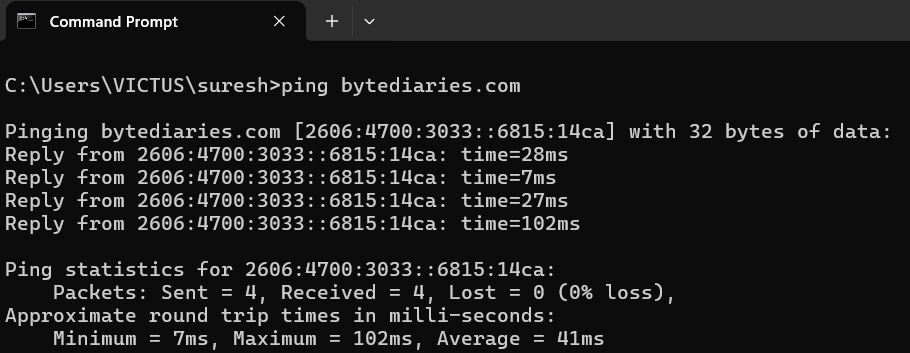 Command Prompt
C:\Users\VICTUS\suresh>ping bytediaries.com
Pinging bytediaries.com [2606:4700:3033::6815:14ca] with 32 bytes of data:
Reply from 2606:4700:3033::6815:14ca: time=28ms
Reply from 2606:4700:3033::6815:14ca: time=7ms
Reply from 2606:4700:3033::6815:14ca: time=27ms
Reply from 2606:4700:3033::6815:14ca: time=102ms
Ping statistics for 2606:4700:3033::6815:14ca:
    Packets: Sent = 4, Received = 4, Lost = 0 (0% loss),
Approximate round trip times in milli-seconds:
    Minimum = 7ms, Maximum = 102ms, Average = 41ms